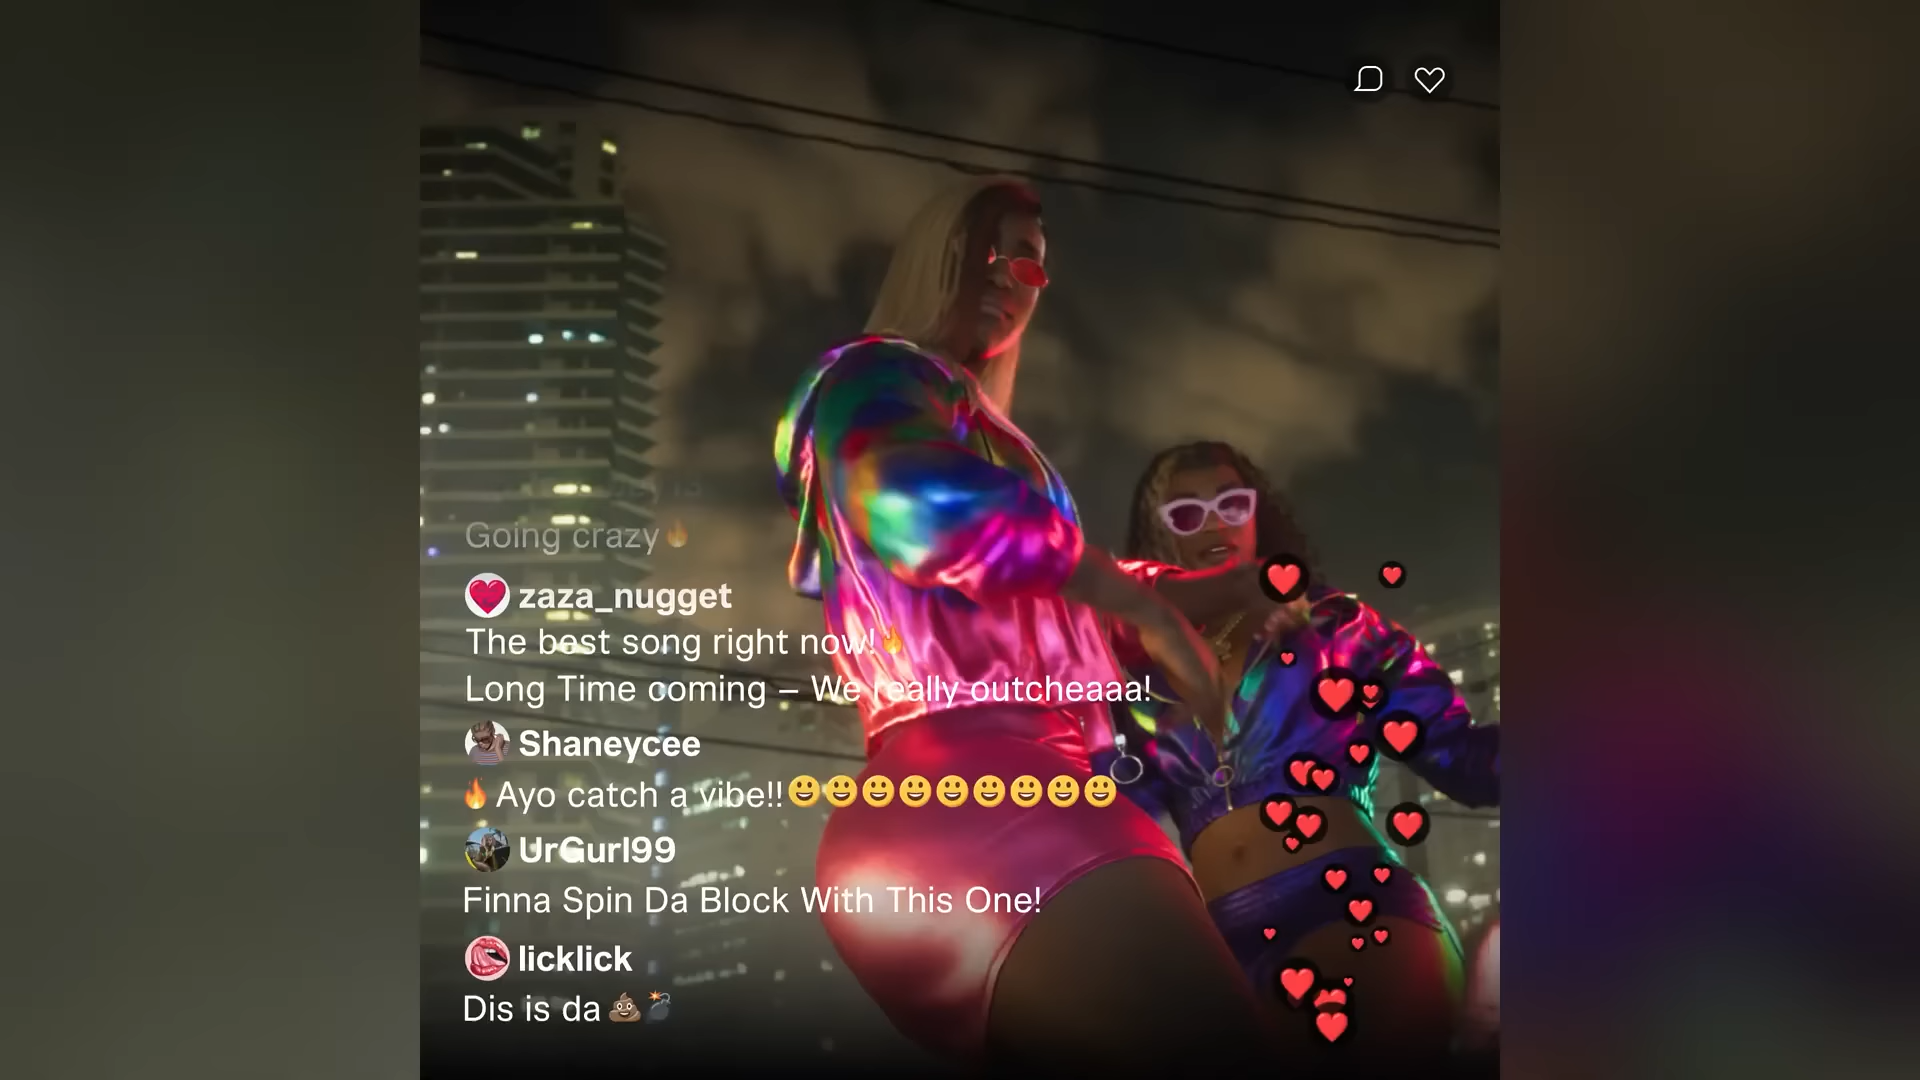 Going crazy🔥
zaza_nugget
The best song right now!🔥
Long Time coming – We really outcheaaa!
Shaneycee
🔥Ayo catch a vibe!!😀😀😀😀😀😀😀😀😀
UrGurl99
Finna Spin Da Block With This One!
licklick
Dis is da💩💣